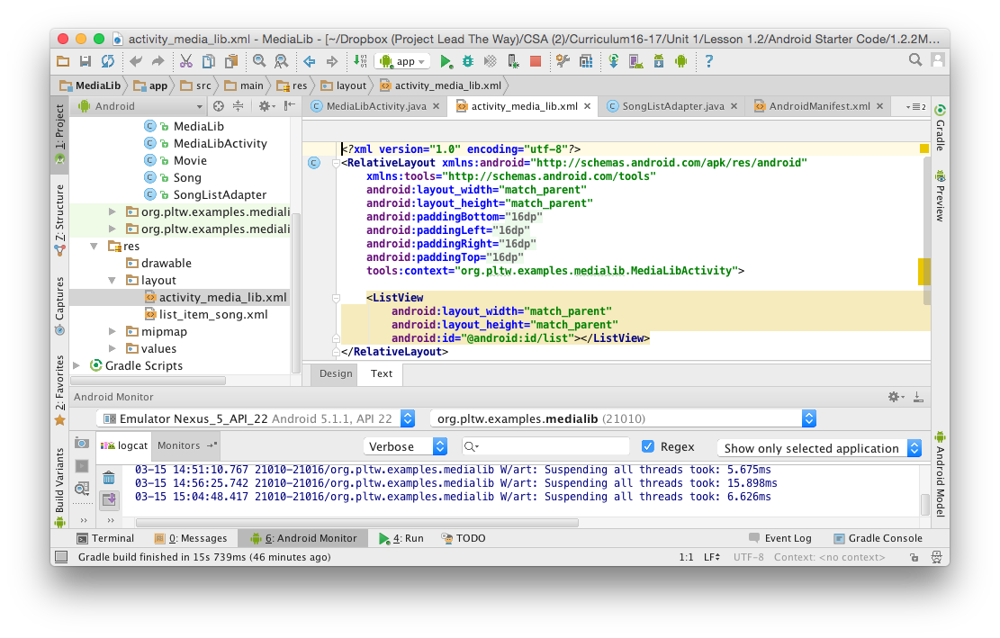 activity_media_lib.xml - MediaLib - [~/Dropbox (Project Lead The Way)/CSA (2)/Curriculum16-17/Unit 1/Lesson 1.2/Android Starter Code/1.2.2M...
app
MediaLib app src main res layout activity_media_lib.xml
Android
MediaLibActivity.java activity_media_lib.xml SongListAdapter.java AndroidManifest.xml 2
1: Project
Z: Structure
Captures
2: Favorites
Build Variants
MediaLib
MediaLibActivity
Movie
Song
SongListAdapter
org.pltw.examples.mediali
org.pltw.examples.mediali
res
drawable
layout
activity_media_lib.xml
list_item_song.xml
mipmap
values
Gradle Scripts
<?xml version="1.0" encoding="utf-8"?>
<RelativeLayout xmlns:android="http://schemas.android.com/apk/res/android"
xmlns:tools="http://schemas.android.com/tools"
android:layout_width="match_parent"
android:layout_height="match_parent"
android:paddingBottom="16dp"
android:paddingLeft="16dp"
android:paddingRight="16dp"
android:paddingTop="16dp"
tools:context="org.pltw.examples.medialib.MediaLibActivity">
<ListView
android:layout_width="match_parent"
android:layout_height="match_parent"
android:id="@android:id/list"></ListView>
</RelativeLayout>
Design Text
Gradle
Preview
Android Model
Android Monitor
Emulator Nexus_5_API_22 Android 5.1.1, API 22 org.pltw.examples.medialib (21010)
logcat Monitors Verbose Regex Show only selected application
03-15 14:51:10.767 21010-21016/org.pltw.examples.medialib W/art: Suspending all threads took: 5.675ms
03-15 14:56:25.742 21010-21016/org.pltw.examples.medialib W/art: Suspending all threads took: 15.898ms
03-15 15:04:48.417 21010-21016/org.pltw.examples.medialib W/art: Suspending all threads took: 6.626ms
Terminal 0: Messages 6: Android Monitor 4: Run TODO Event Log Gradle Console
Gradle build finished in 15s 739ms (46 minutes ago) 1:1 LF UTF-8 Context: <no context>